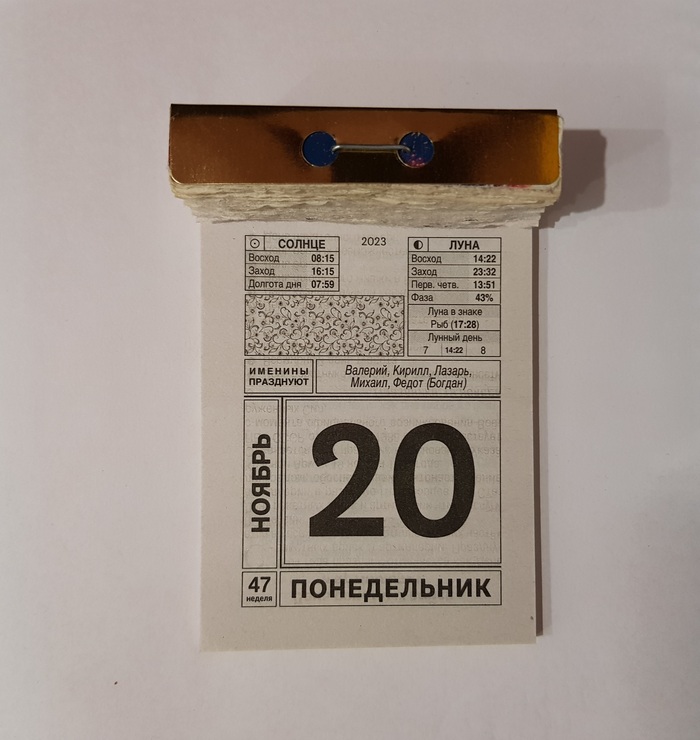 СОЛНЦЕ
Восход 08:15
Заход 16:15
Долгота дня 07:59
2023
ЛУНА
Восход 14:22
Заход 23:32
Перв. четв. 13:51
Фаза 43%
Луна в знаке
Рыб (17:28)
Лунный день
7 14:22 8
ИМЕНИНЫ
ПРАЗДНУЮТ
Валерий, Кирилл, Лазарь,
Михаил, Федот (Богдан)
НОЯБРЬ
20
47
неделя
ПОНЕДЕЛЬНИК